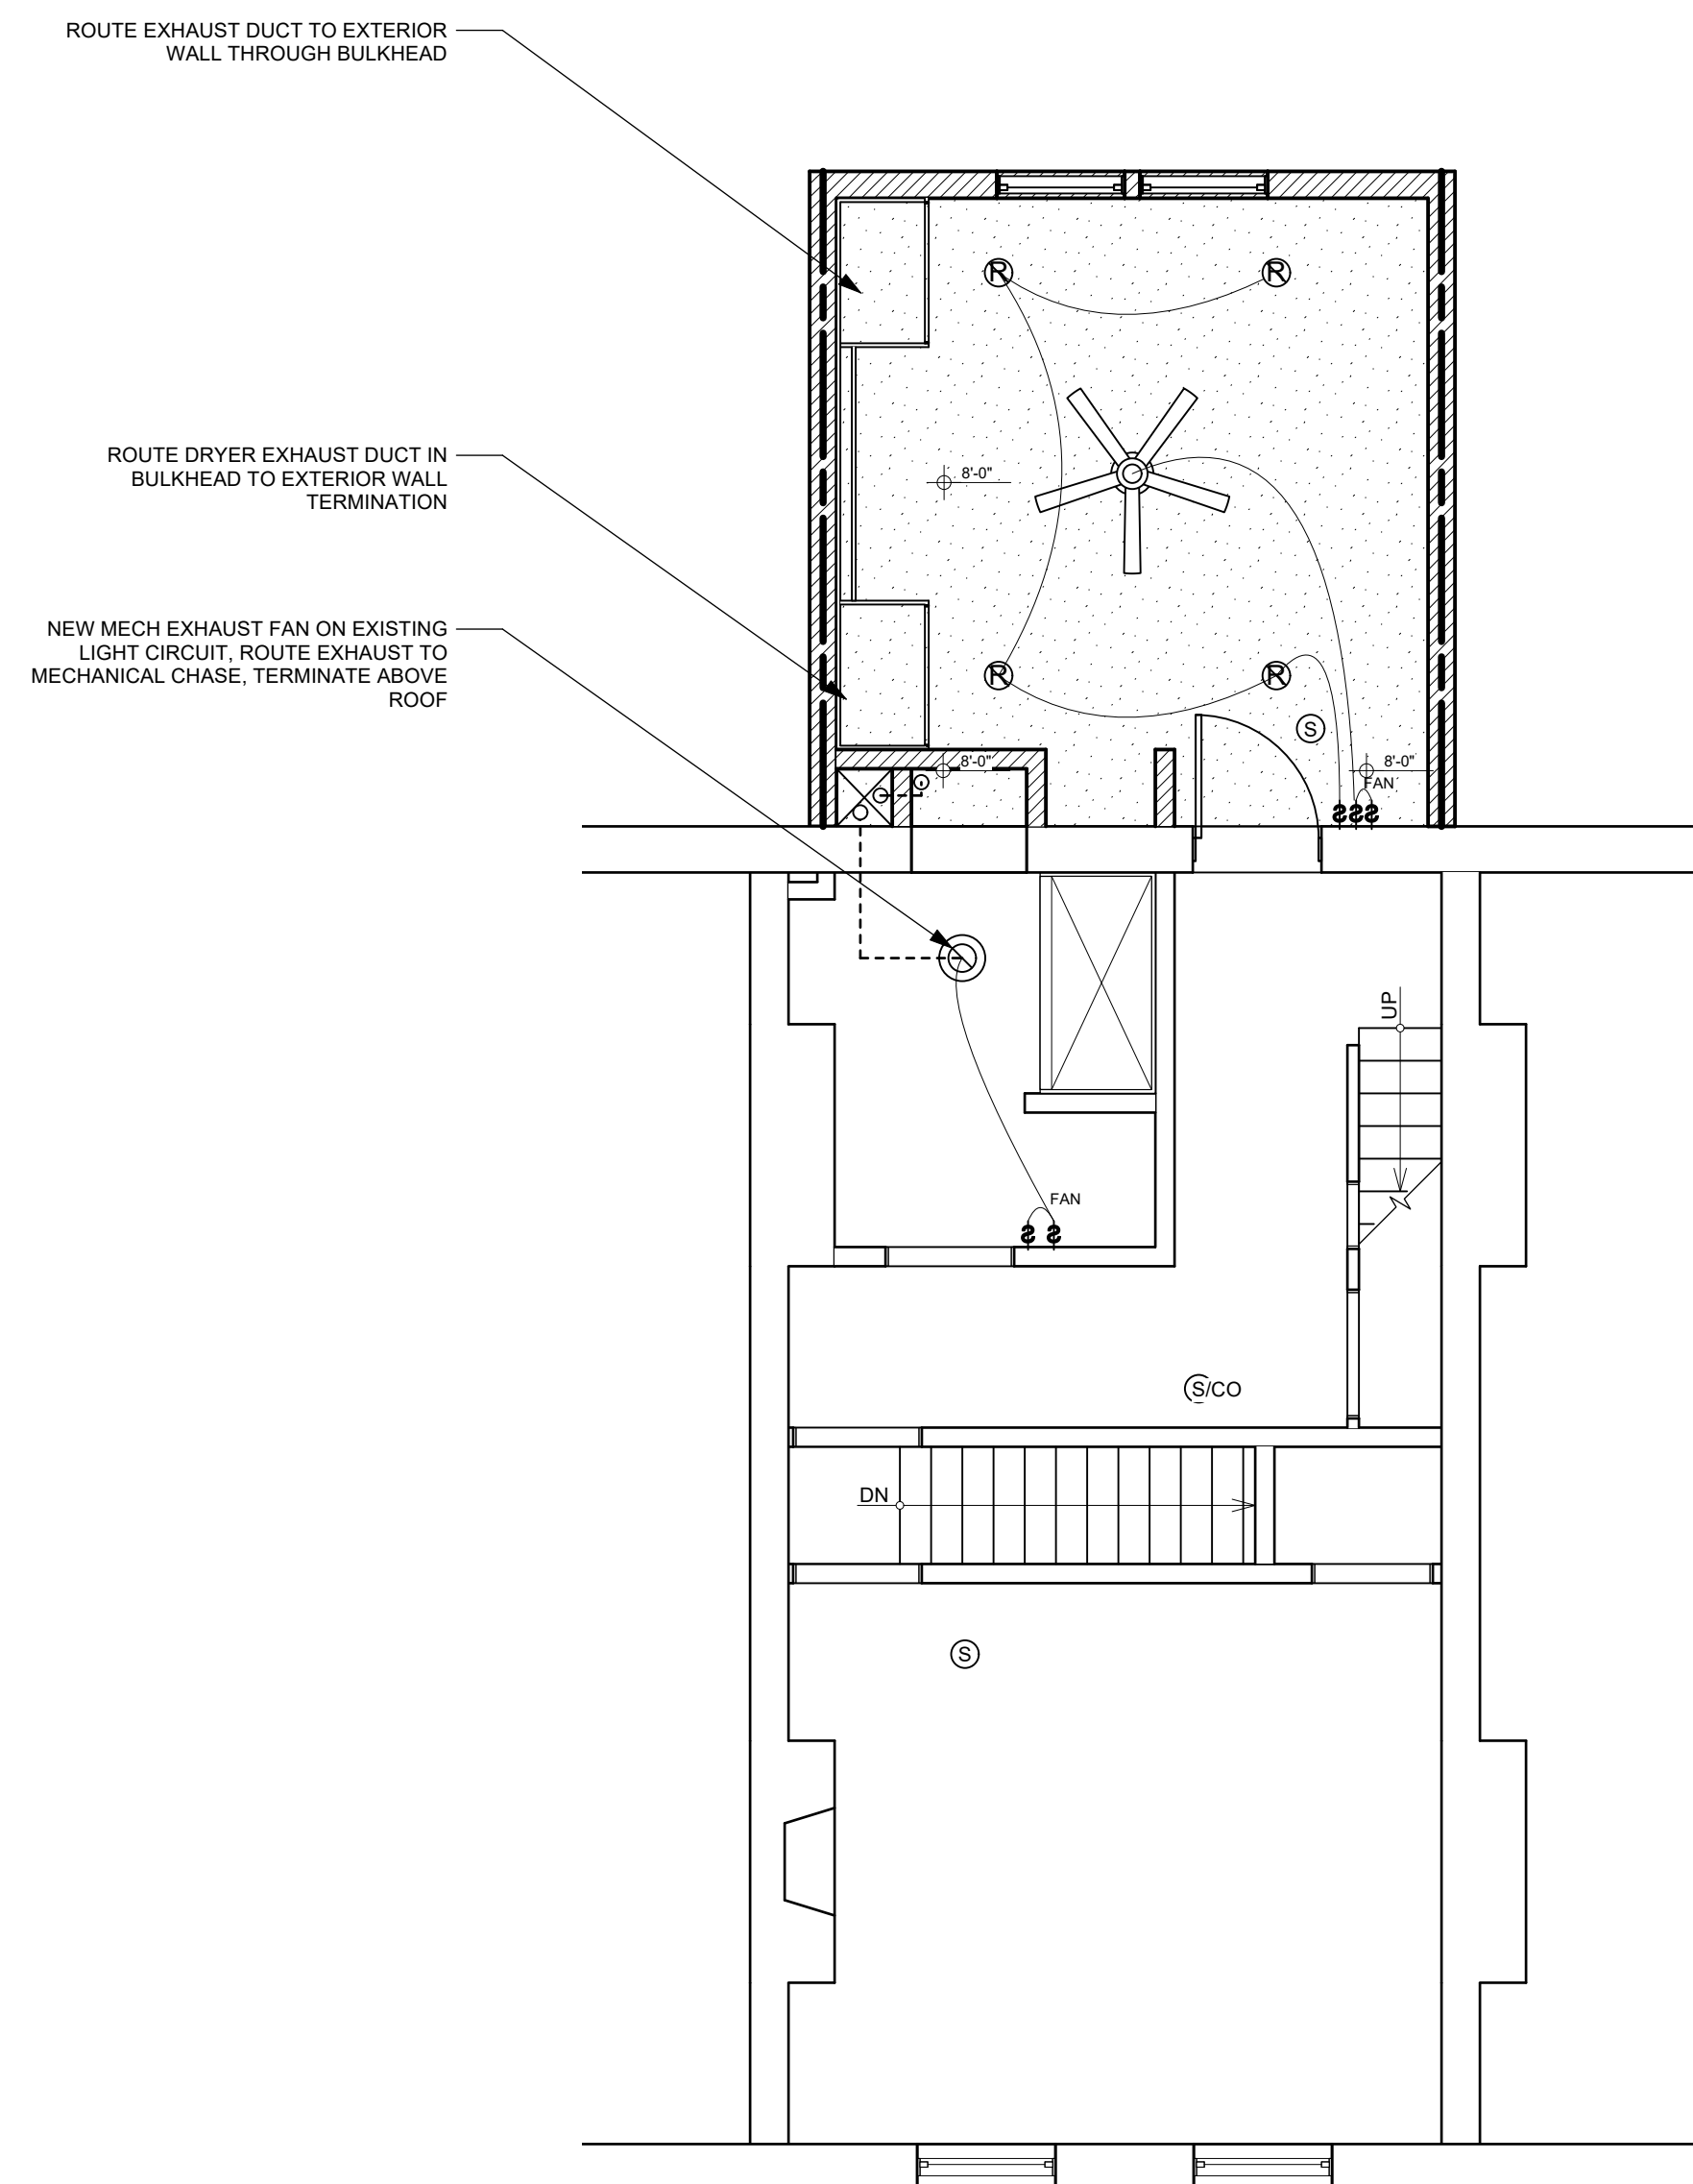 ROUTE EXHAUST DUCT TO EXTERIOR
WALL THROUGH BULKHEAD
R
R
ROUTE DRYER EXHAUST DUCT IN
BULKHEAD TO EXTERIOR WALL
TERMINATION
8'-0"
NEW MECH EXHAUST FAN ON EXISTING
LIGHT CIRCUIT, ROUTE EXHAUST TO
MECHANICAL CHASE, TERMINATE ABOVE
ROOF
R
R
S
8'-0"
8'-0"
FAN
$ $ $
UP
FAN
$ $
S/CO
DN
S